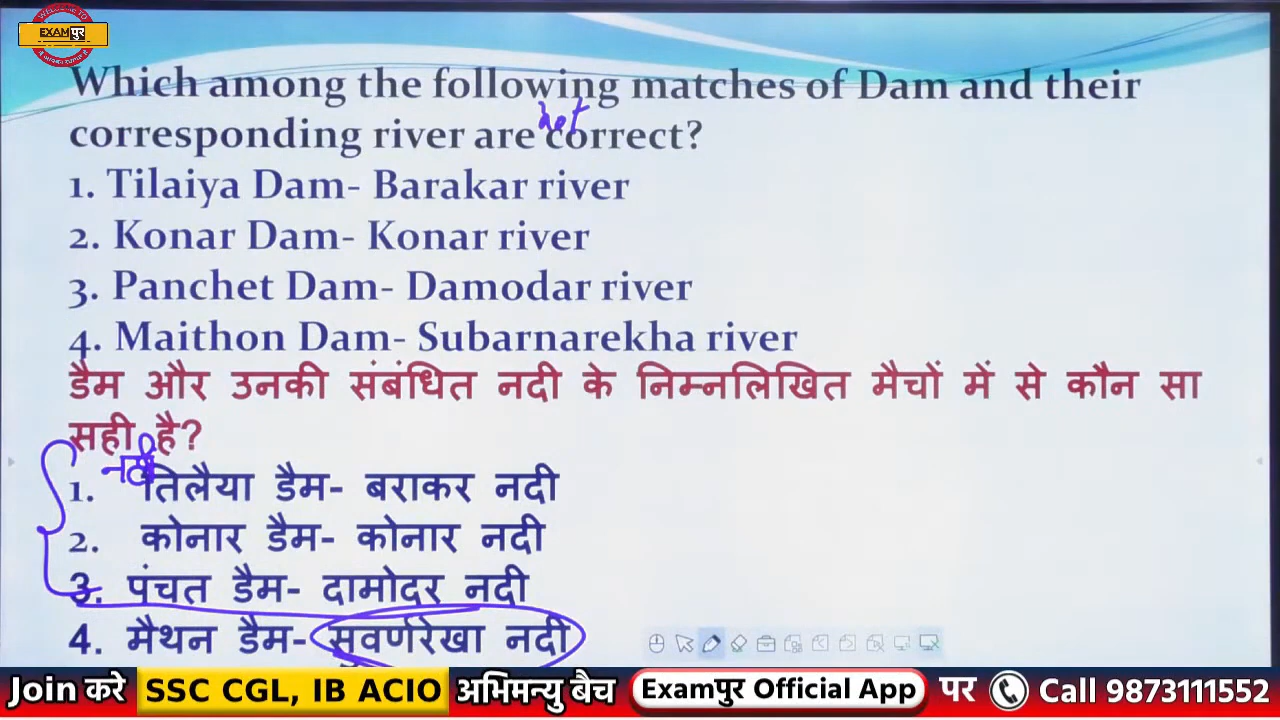 WELCOME TO
EXAMपुर
Which among the following matches of Dam and their
not
corresponding river are correct?
1. Tilaiya Dam- Barakar river
2. Konar Dam- Konar river
3. Panchet Dam- Damodar river
4. Maithon Dam- Subarnarekha river
डैम और उनकी संबंधित नदी के निम्नलिखित मैचों में से कौन सा
सही है?
नही
1. तिलैया डैम- बराकर नदी
2. कोनार डैम- कोनार नदी
3. पंचत डैम- दामोदर नदी
4. मैथन डैम- सुवर्णरेखा नदी
Join करे SSC CGL, IB ACIO अभिमन्यु बैच Examपुर Official App पर Call 9873111552